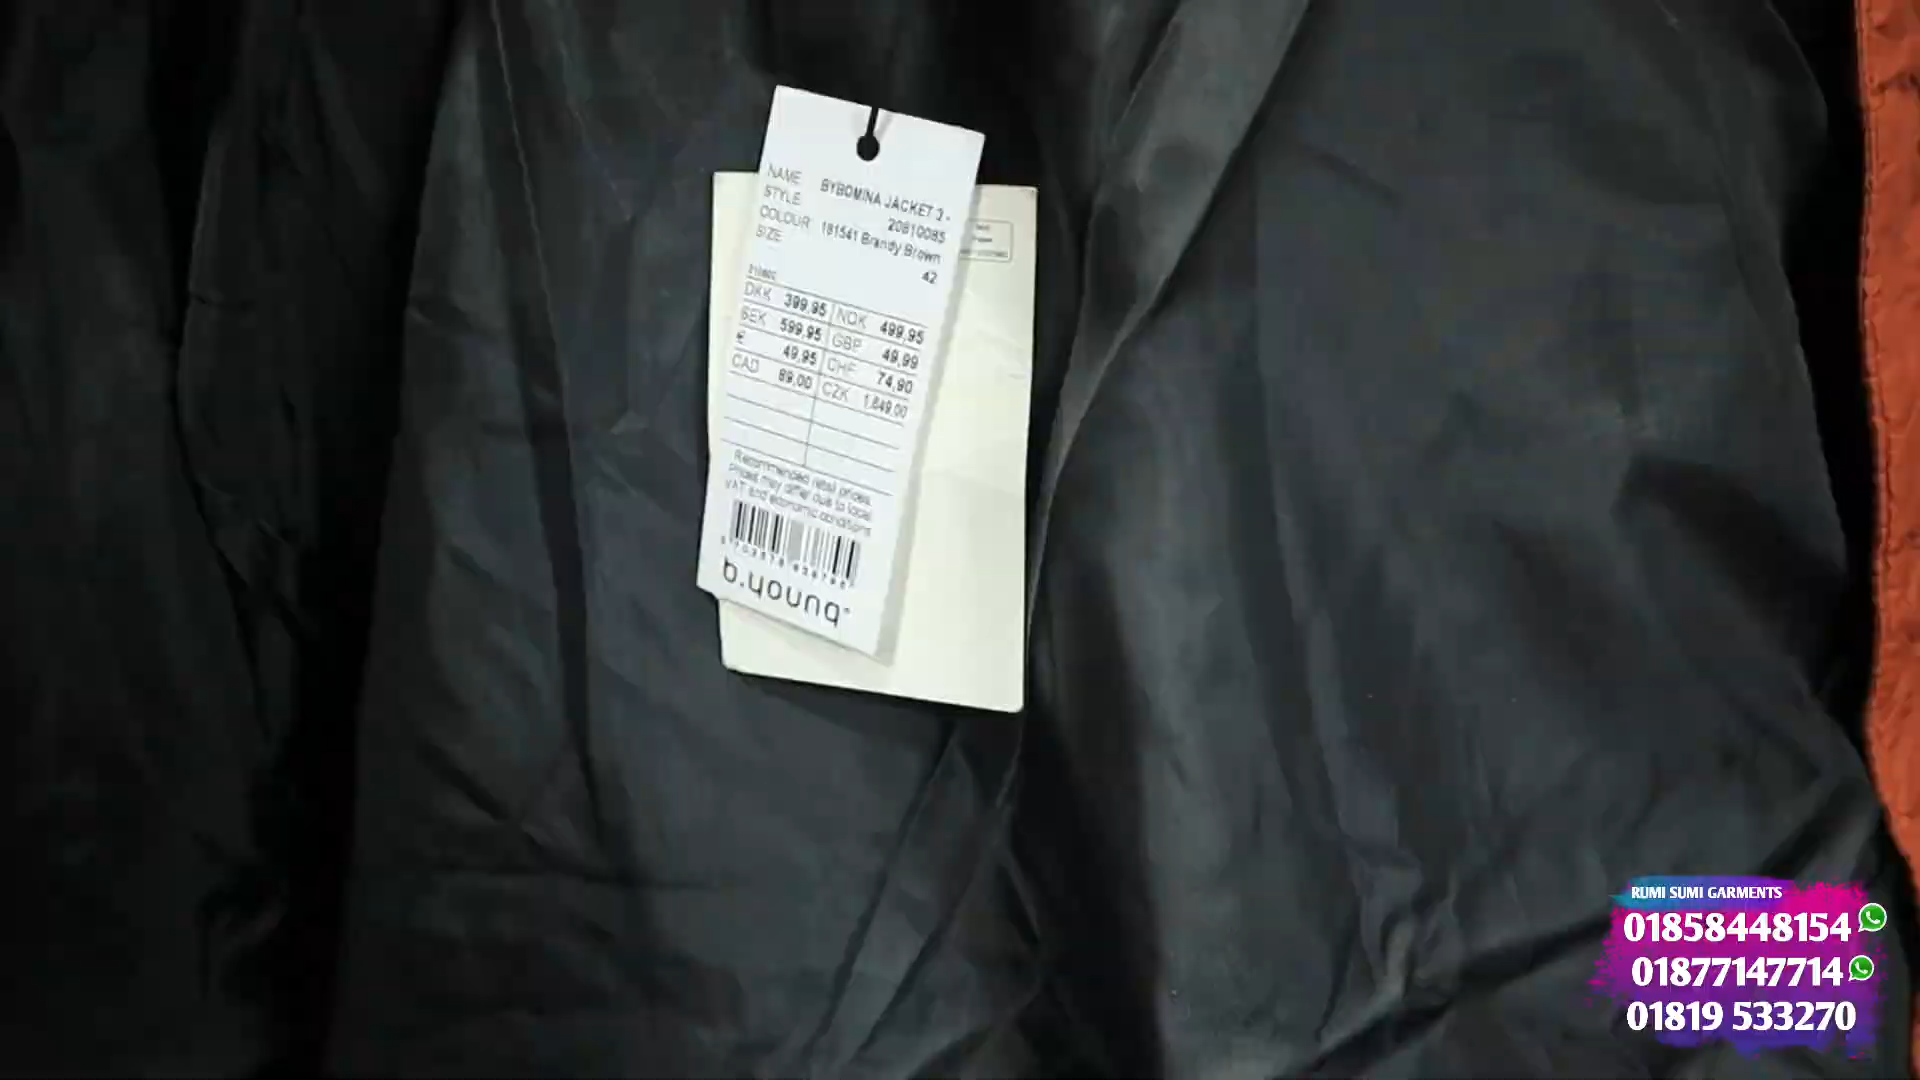 NAME BYBOMINA JACKET 3 -
STYLE 20810085
COLOUR 181541 Brandy Brown
SIZE 42
DKK 399,95 NOK 499,95
SEK 599,95 GBP 49,99
€ 49,95 CHF 74,90
CAD 89,00 CZK 1.649,00
Recommended retail prices.
Prices may differ due to local
VAT and economic conditions
b.young
RUMI SUMI GARMENTS
01858448154
01877147714
01819 533270